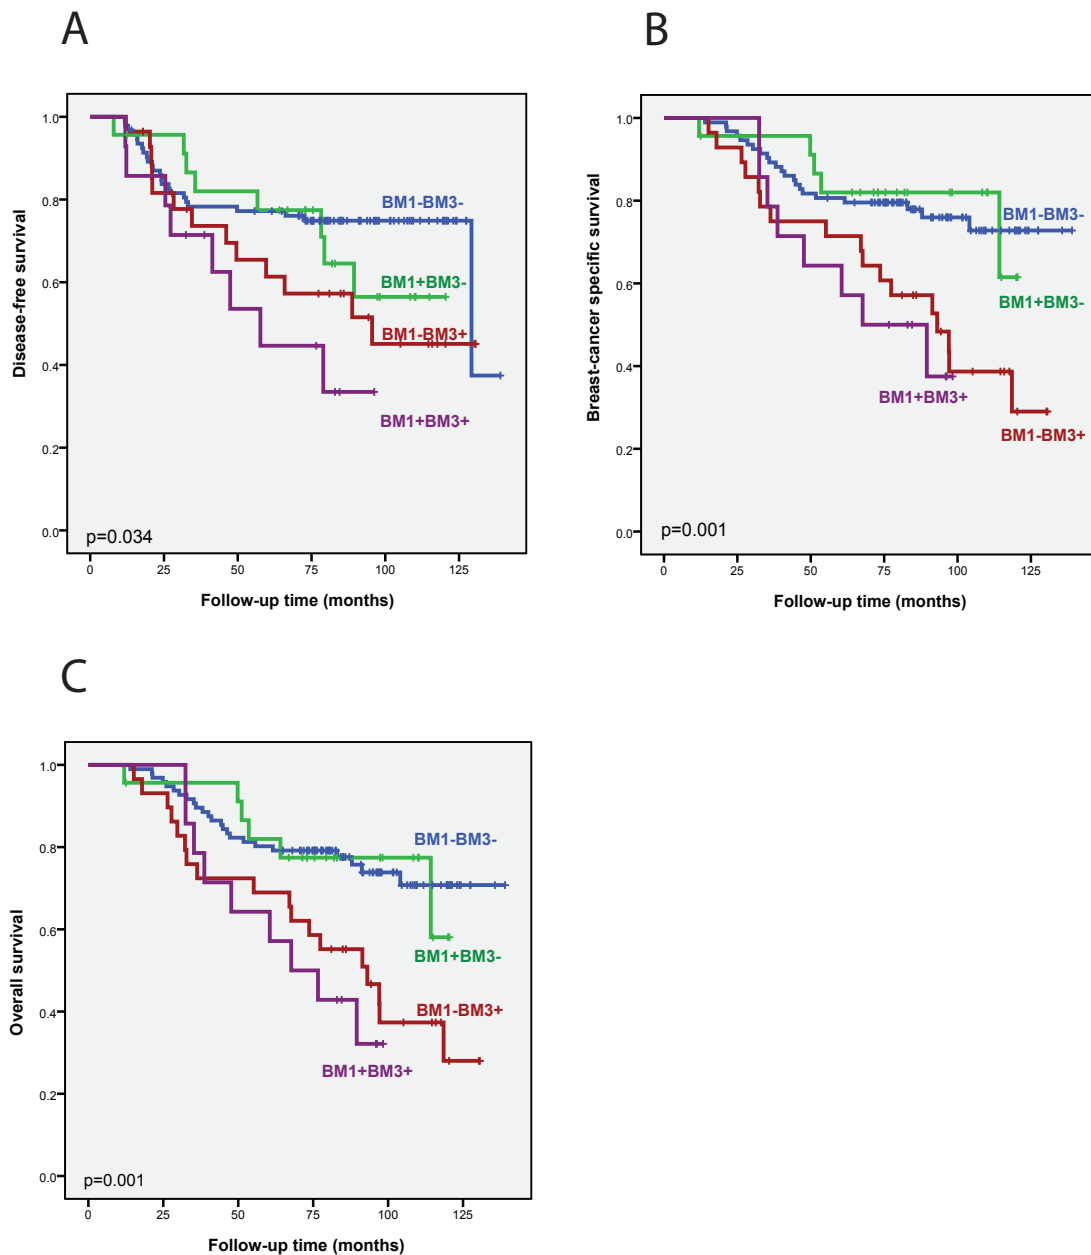 A
B
1.0
0.8
0.6
0.4
0.2
0.0
Disease-free survival
BM1-BM3-
BM1+BM3-
BM1-BM3+
BM1+BM3+
p=0.034
0 25 50 75 100 125
Follow-up time (months)
1.0
0.8
0.6
0.4
0.2
0.0
Breast-cancer specific survival
BM1-BM3-
BM1+BM3-
BM1+BM3+
BM1-BM3+
p=0.001
0 25 50 75 100 125
Follow-up time (months)
C
1.0
0.8
0.6
0.4
0.2
0.0
Overall survival
BM1-BM3-
BM1+BM3-
BM1-BM3+
BM1+BM3+
p=0.001
0 25 50 75 100 125
Follow-up time (months)